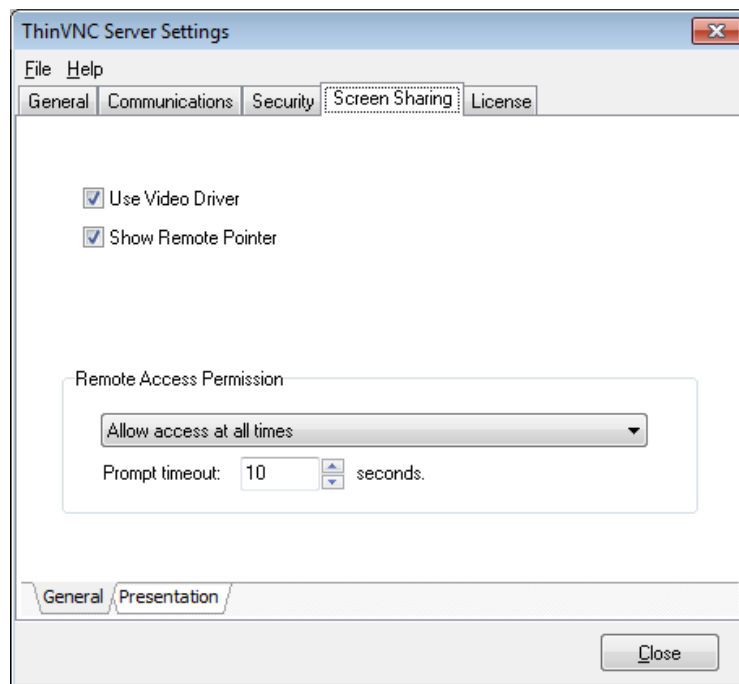 ThinVNC Server Settings
File Help
General Communications Security Screen Sharing License
Use Video Driver
Show Remote Pointer
Remote Access Permission
Allow access at all times
Prompt timeout: 10 seconds.
General Presentation
Close